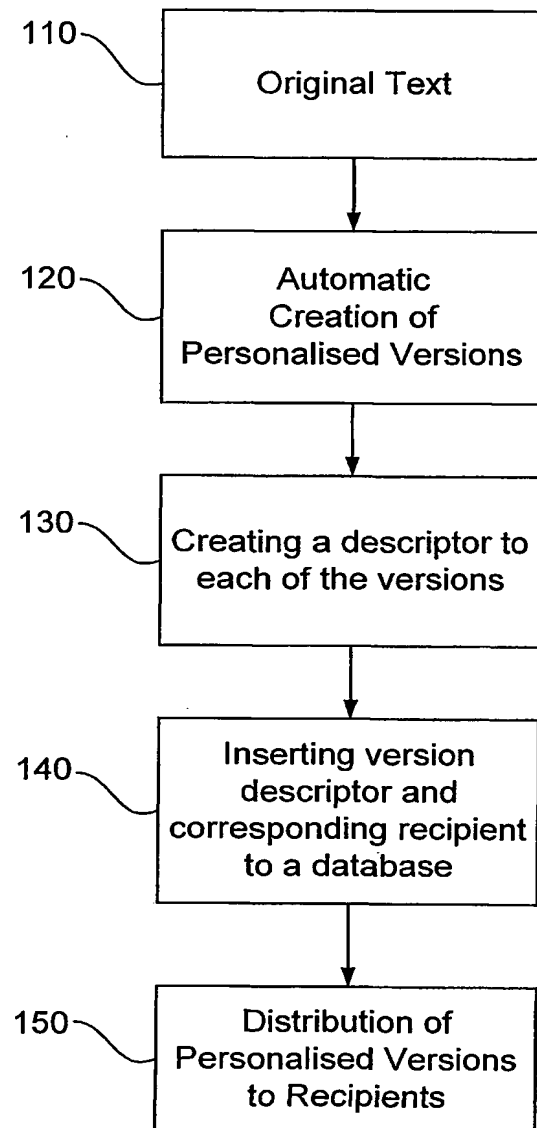 110
Original Text
120
Automatic
Creation of
Personalised Versions
130
Creating a descriptor to
each of the versions
140
Inserting version
descriptor and
corresponding recipient
to a database
150
Distribution of
Personalised Versions
to Recipients